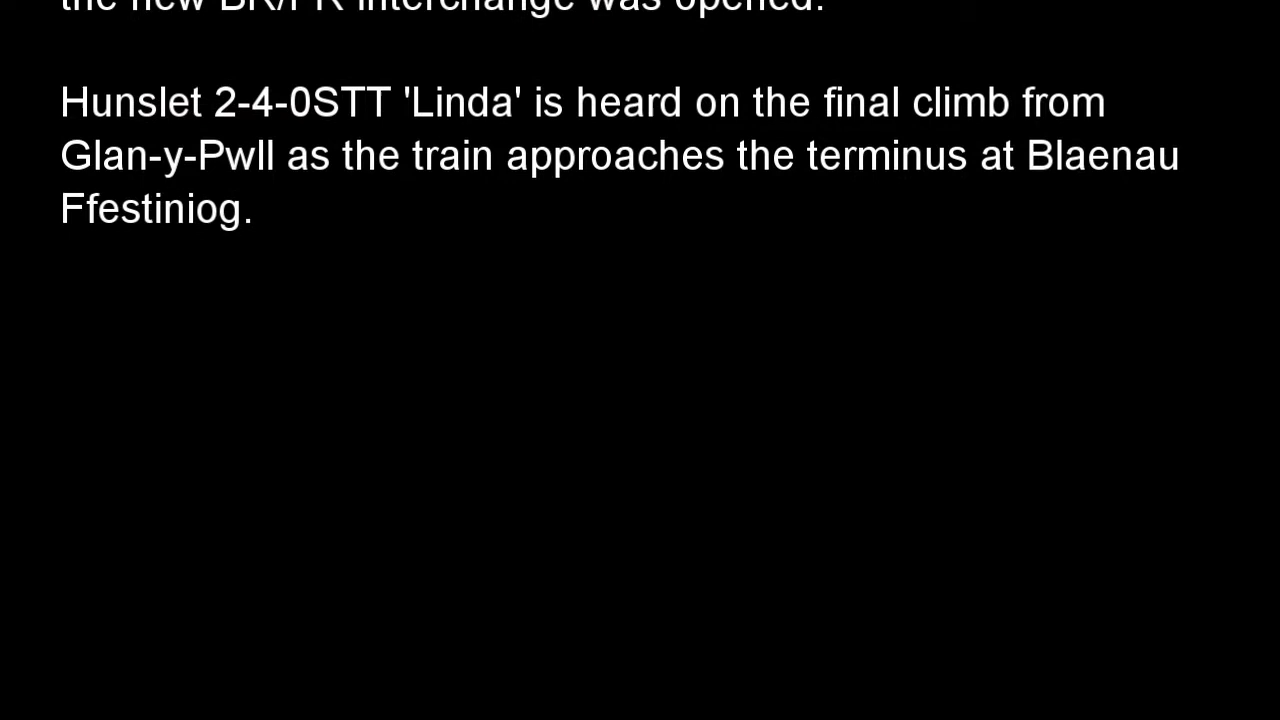 the new BR/FR interchange was opened.
Hunslet 2-4-0STT 'Linda' is heard on the final climb from
Glan-y-Pwll as the train approaches the terminus at Blaenau
Ffestiniog.